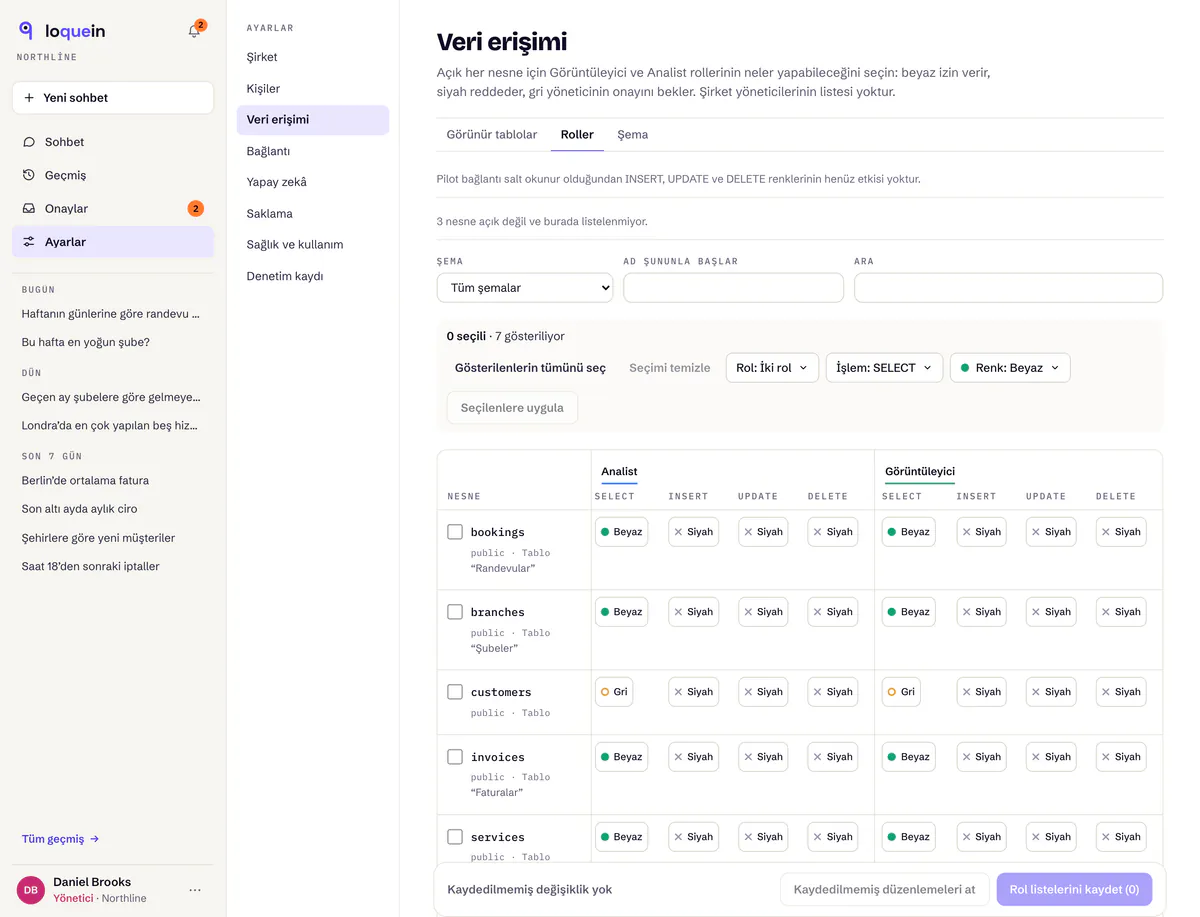 loquein
2
NORTHLİNE
+ Yeni sohbet
Sohbet
Geçmiş
Onaylar 2
Ayarlar
BUGÜN
Haftanın günlerine göre randevu ...
Bu hafta en yoğun şube?
DÜN
Geçen ay şubelere göre gelmeye...
Londra’da en çok yapılan beş hiz...
SON 7 GÜN
Berlin’de ortalama fatura
Son altı ayda aylık ciro
Şehirlere göre yeni müşteriler
Saat 18’den sonraki iptaller
Tüm geçmiş →
DB
Daniel Brooks
Yönetici · Northline
...
AYARLAR
Şirket
Kişiler
Veri erişimi
Bağlantı
Yapay zekâ
Saklama
Sağlık ve kullanım
Denetim kaydı
Veri erişimi
Açık her nesne için Görüntüleyici ve Analist rollerinin neler yapabileceğini seçin: beyaz izin verir,
siyah reddeder, gri yöneticinin onayını bekler. Şirket yöneticilerinin listesi yoktur.
Görünür tablolar Roller Şema
Pilot bağlantı salt okunur olduğundan INSERT, UPDATE ve DELETE renklerinin henüz etkisi yoktur.
3 nesne açık değil ve burada listelenmiyor.
ŞEMA AD ŞUNUNLA BAŞLAR ARA
Tüm şemalar
0 seçili · 7 gösteriliyor
Gösterilenlerin tümünü seç Seçimi temizle Rol: İki rol İşlem: SELECT Renk: Beyaz
Seçilenlere uygula
Analist Görüntüleyici
NESNE SELECT INSERT UPDATE DELETE SELECT INSERT UPDATE DELETE
bookings Beyaz Siyah Siyah Siyah Beyaz Siyah Siyah Siyah
public · Tablo
“Randevular”
branches Beyaz Siyah Siyah Siyah Beyaz Siyah Siyah Siyah
public · Tablo
“Şubeler”
customers Gri Siyah Siyah Siyah Gri Siyah Siyah Siyah
public · Tablo
invoices Beyaz Siyah Siyah Siyah Beyaz Siyah Siyah Siyah
public · Tablo
“Faturalar”
services Beyaz Siyah Siyah Siyah Beyaz Siyah Siyah Siyah
public · Tablo
Kaydedilmemiş değişiklik yok Kaydedilmemiş düzenlemeleri at Rol listelerini kaydet (0)